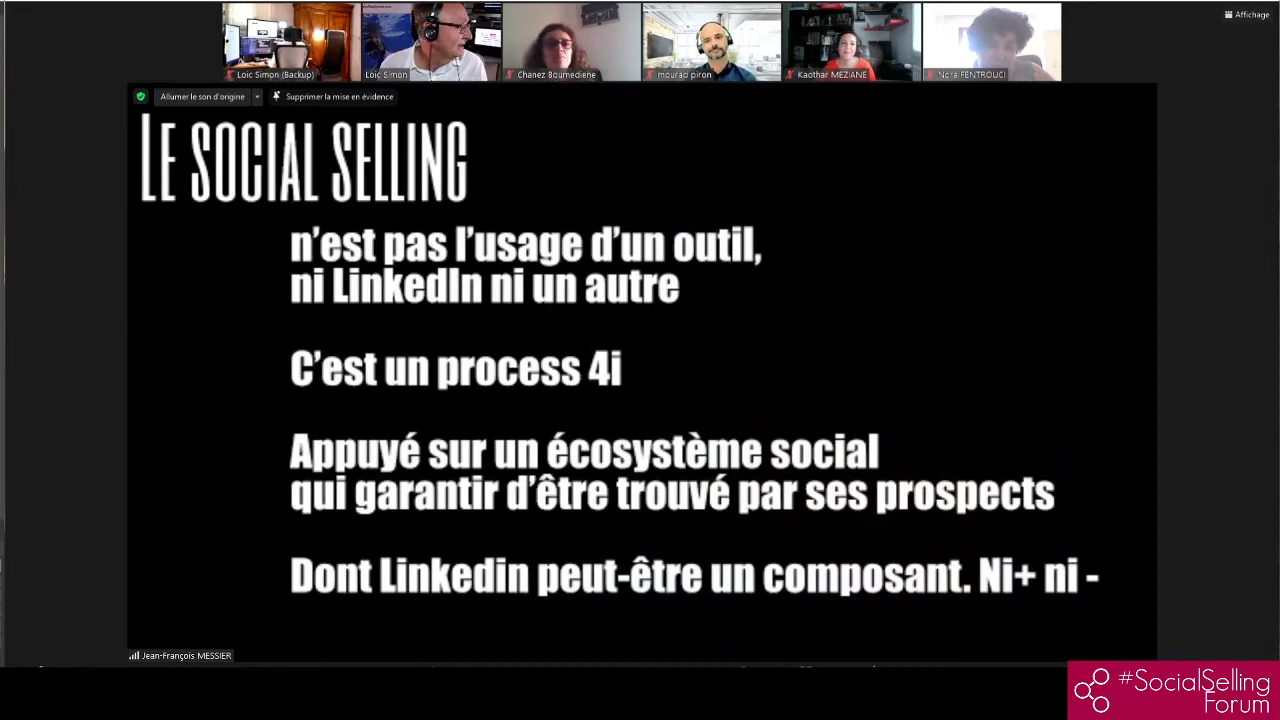 Affichage
Loic Simon (Backup)
Loic Simon
Chanez Boumediene
mourad piron
Kaothar MEZIANE
Nora FENTROUCI
Allumer le son d'origine
Supprimer la mise en évidence
LE SOCIAL SELLING
n'est pas l'usage d'un outil,
ni LinkedIn ni un autre
C'est un process 4i
Appuyé sur un écosystème social
qui garantir d'être trouvé par ses prospects
Dont Linkedin peut-être un composant. Ni+ ni -
Jean-François MESSIER
#SocialSelling
Forum